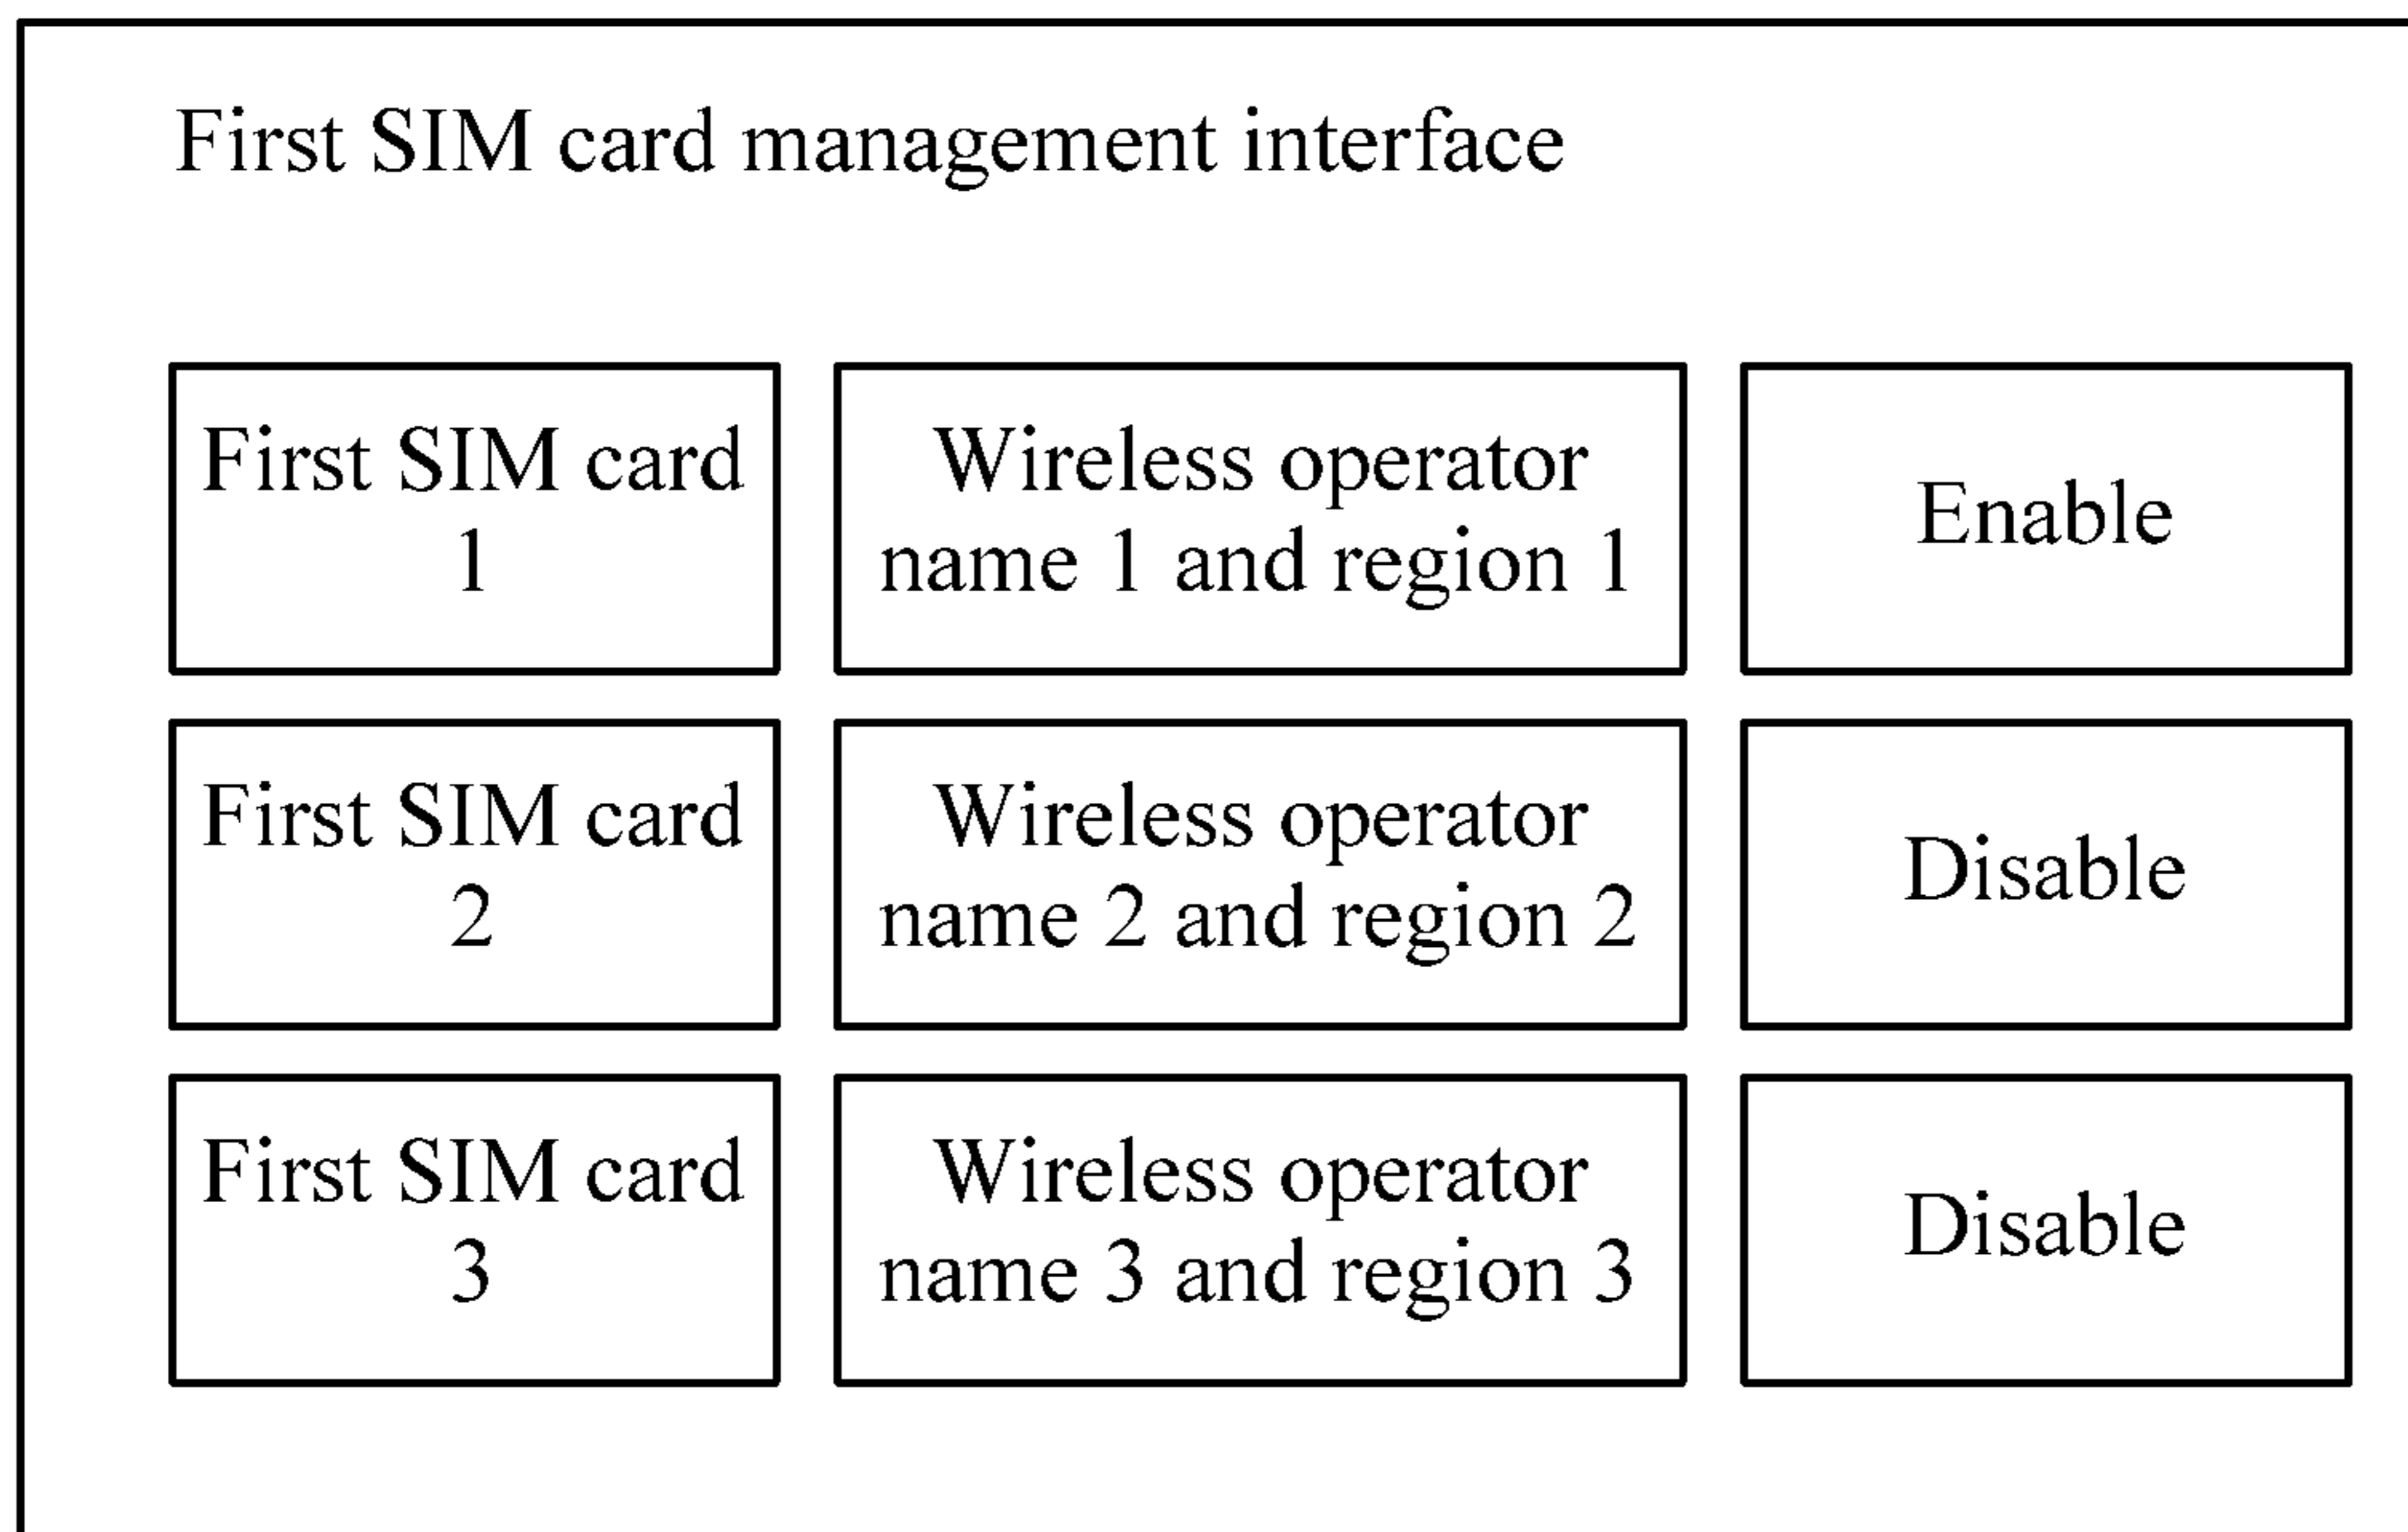 First SIM card management interface
First SIM card
1
Wireless operator
name 1 and region 1
Enable
First SIM card
2
Wireless operator
name 2 and region 2
Disable
First SIM card
3
Wireless operator
name 3 and region 3
Disable